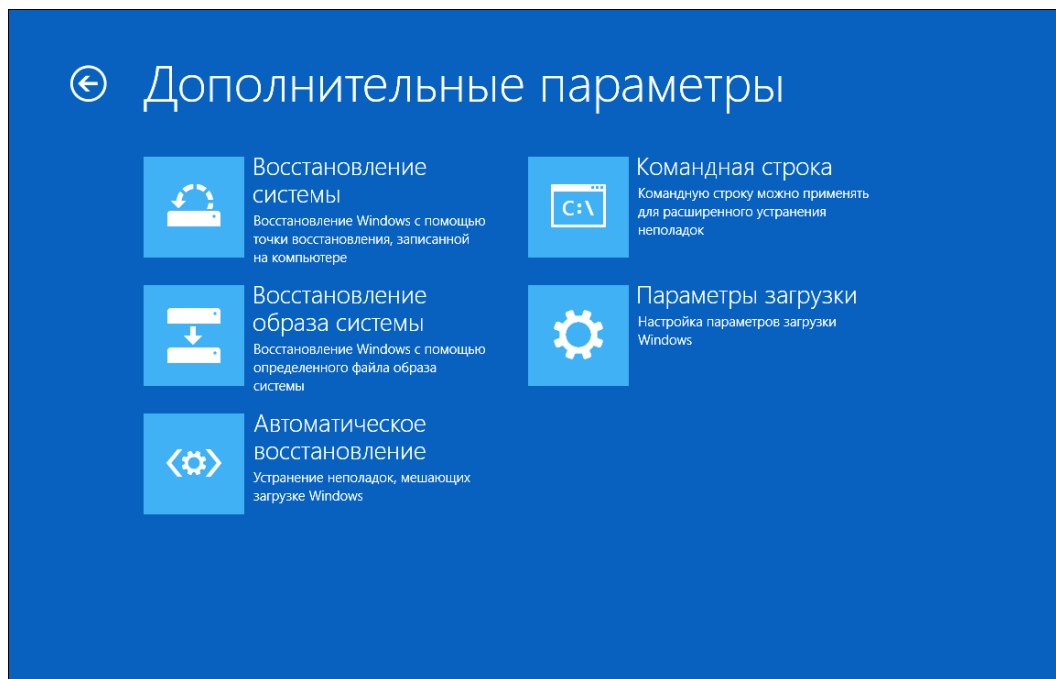 Дополнительные параметры
Восстановление
системы
Восстановление Windows с помощью
точки восстановления, записанной
на компьютере
Восстановление
образа системы
Восстановление Windows с помощью
определенного файла образа
системы
Автоматическое
восстановление
Устранение неполадок, мешающих
загрузке Windows
C:\
Командная строка
Командную строку можно применять
для расширенного устранения
неполадок
Параметры загрузки
Настройка параметров загрузки
Windows